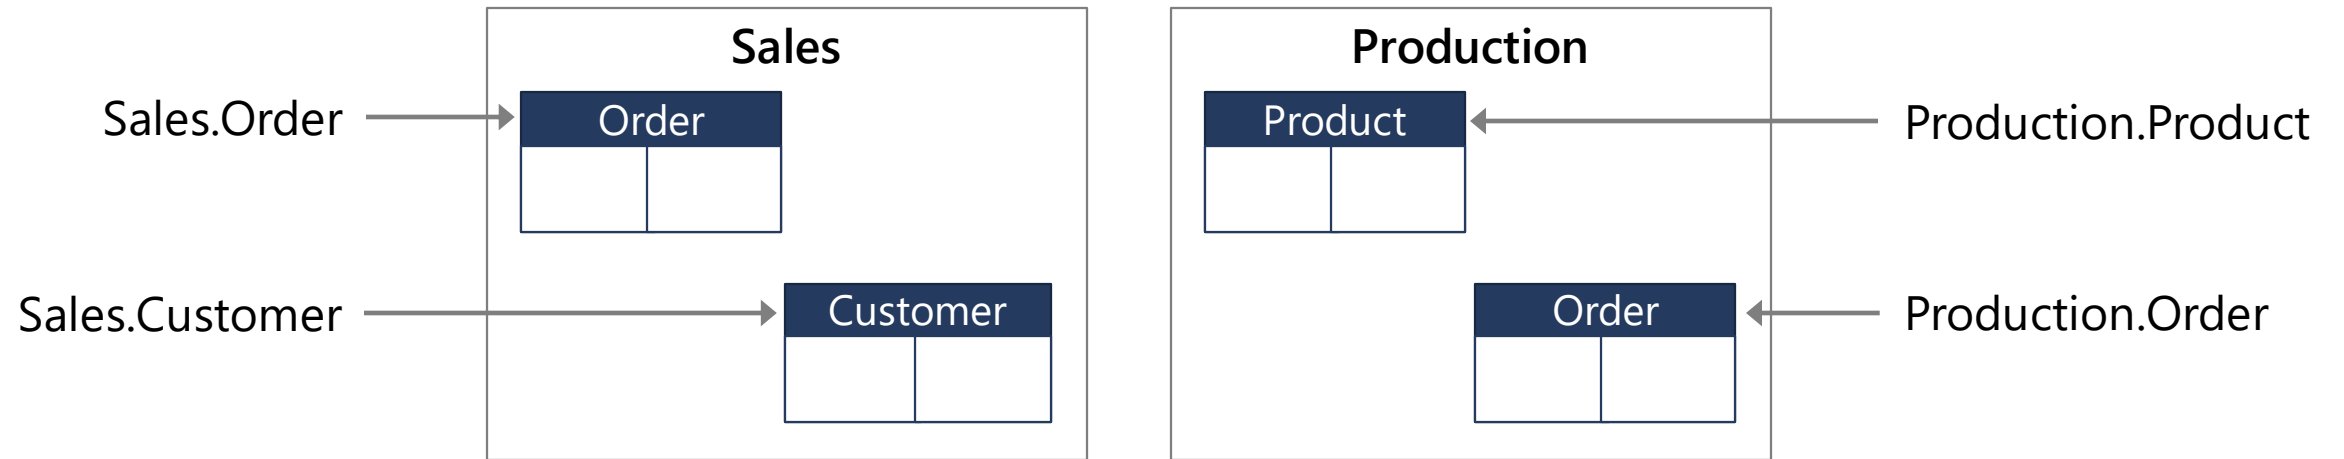 Sales
Production
Sales.Order
Order
Product
Production.Product
Sales.Customer
Customer
Order
Production.Order